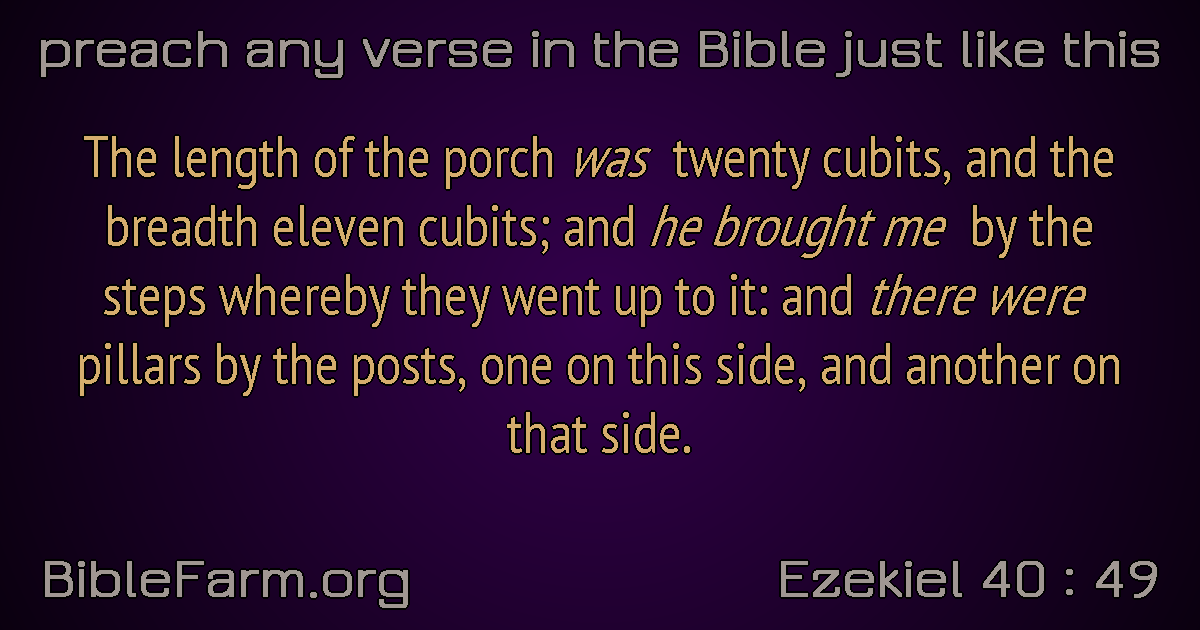 preach any verse in the Bible just like this
The length of the porch was twenty cubits, and the
breadth eleven cubits; and he brought me by the
steps whereby they went up to it: and there were
pillars by the posts, one on this side, and another on
that side.
BibleFarm.org
Ezekiel 40 : 49